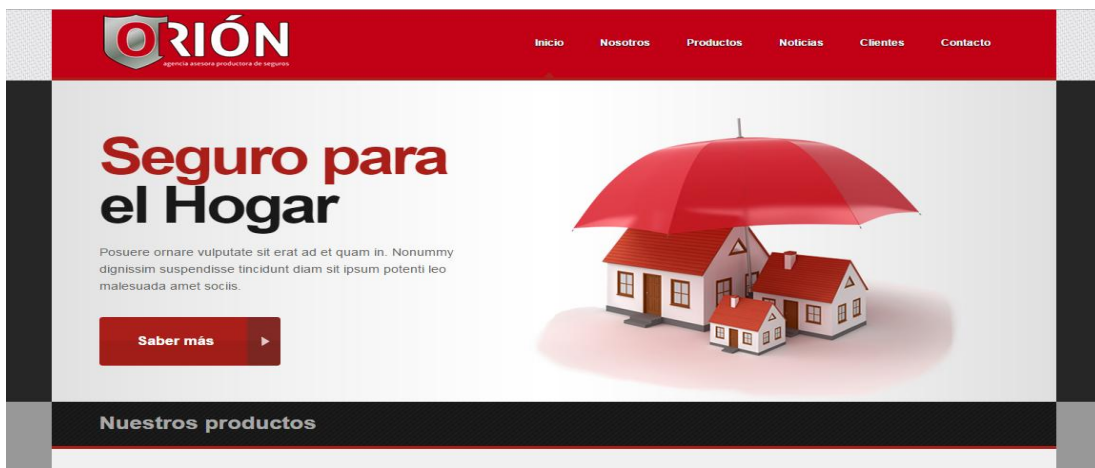 ORIÓN
agencia asesora productora de seguros
Inicio Nosotros Productos Noticias Clientes Contacto
Seguro para
el Hogar
Posuere ornare vulputate sit erat ad et quam in. Nonummy
dignissim suspendisse tincidunt diam sit ipsum potenti leo
malesuada amet sociis.
Saber más
Nuestros productos